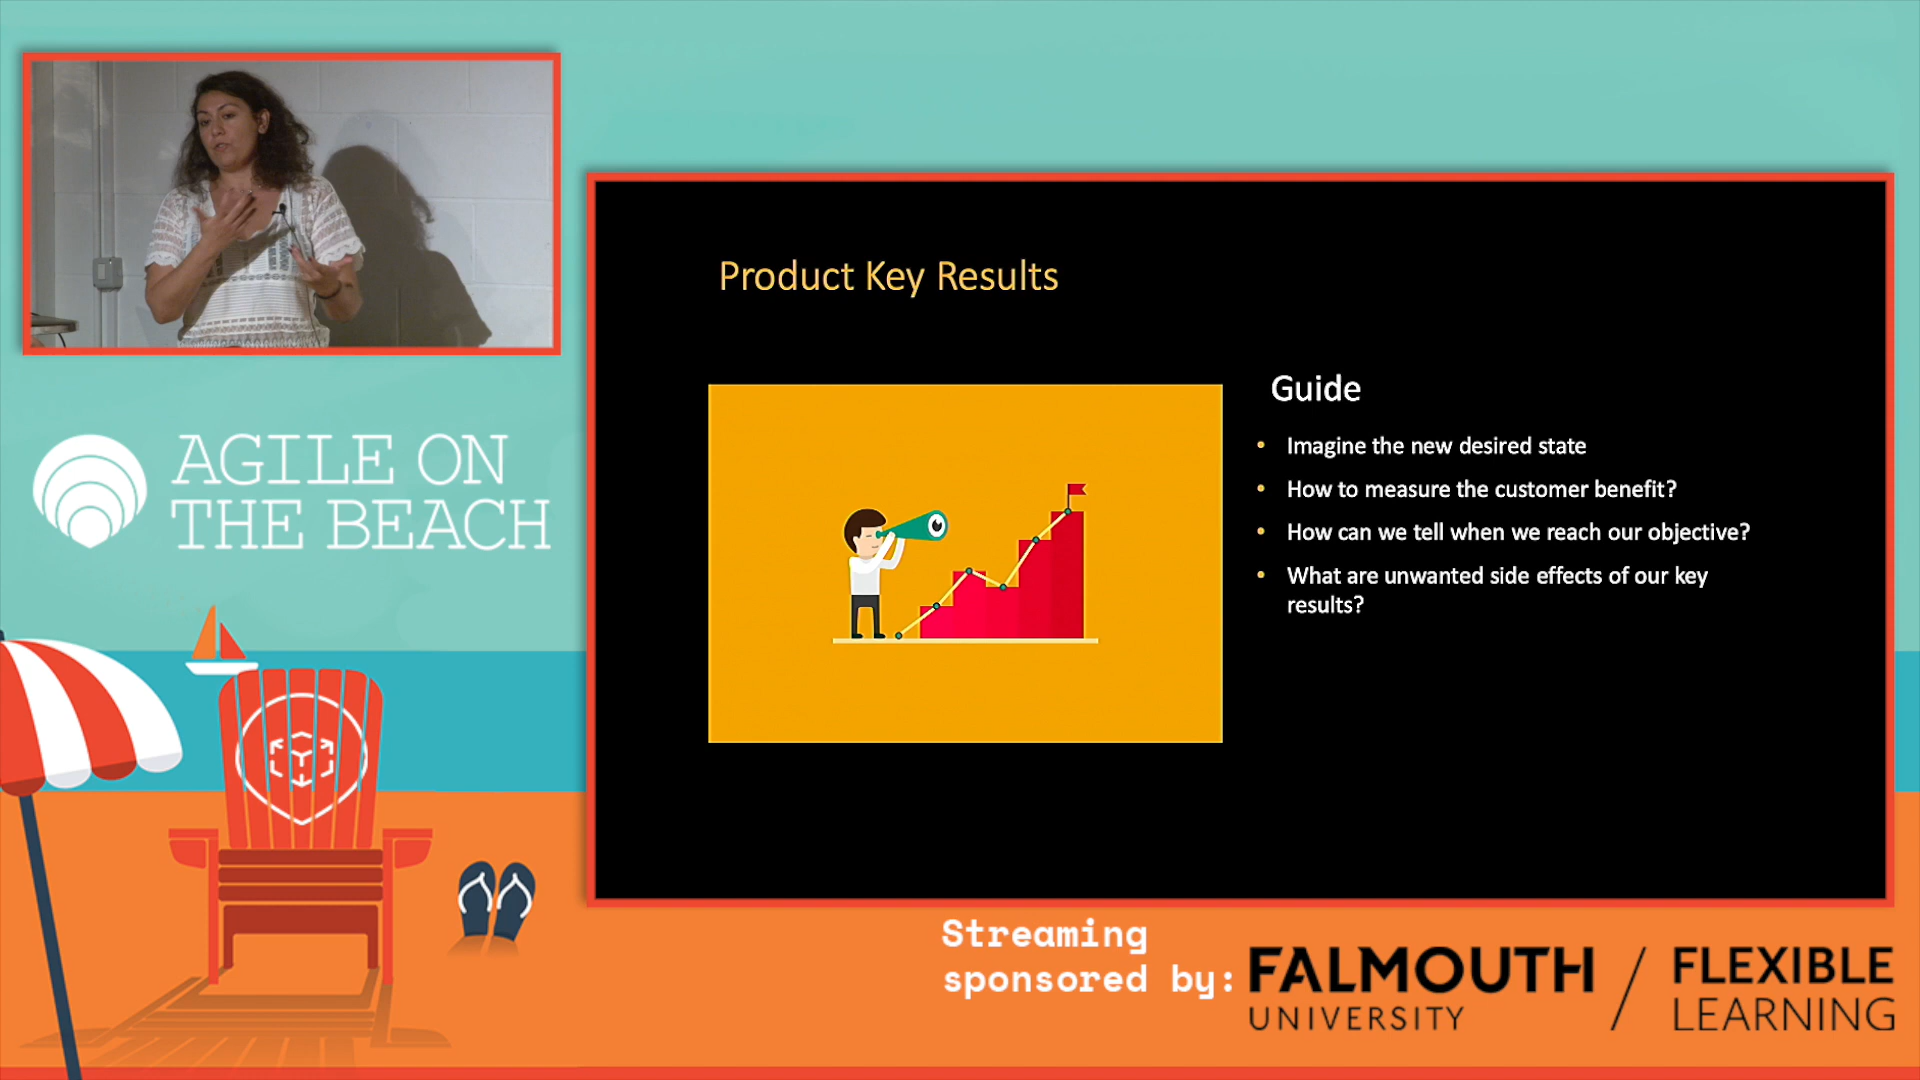 AGILE ON
THE BEACH
Product Key Results
Guide
• Imagine the new desired state
• How to measure the customer benefit?
• How can we tell when we reach our objective?
• What are unwanted side effects of our key
results?
Streaming
sponsored by:
FALMOUTH
UNIVERSITY
FLEXIBLE
LEARNING